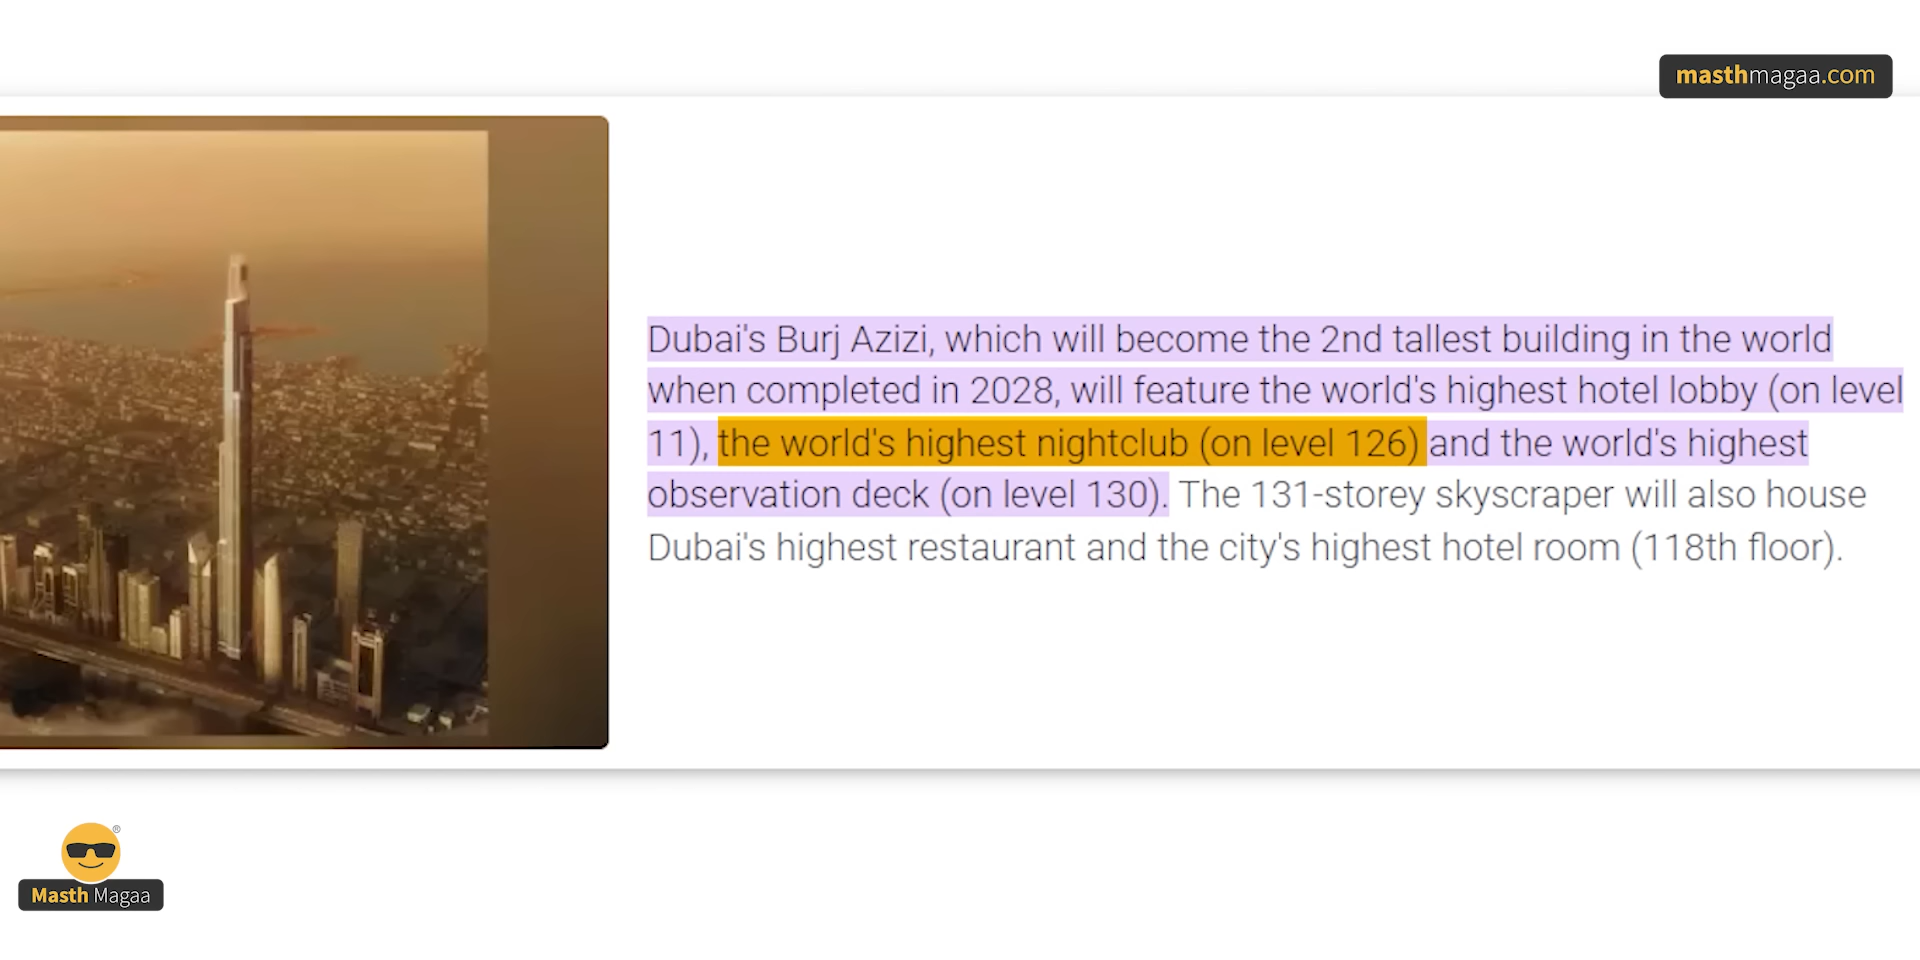 masthmagaa.com
Dubai's Burj Azizi, which will become the 2nd tallest building in the world
when completed in 2028, will feature the world's highest hotel lobby (on level
11), the world's highest nightclub (on level 126) and the world's highest
observation deck (on level 130). The 131-storey skyscraper will also house
Dubai's highest restaurant and the city's highest hotel room (118th floor).
®
Masth Magaa